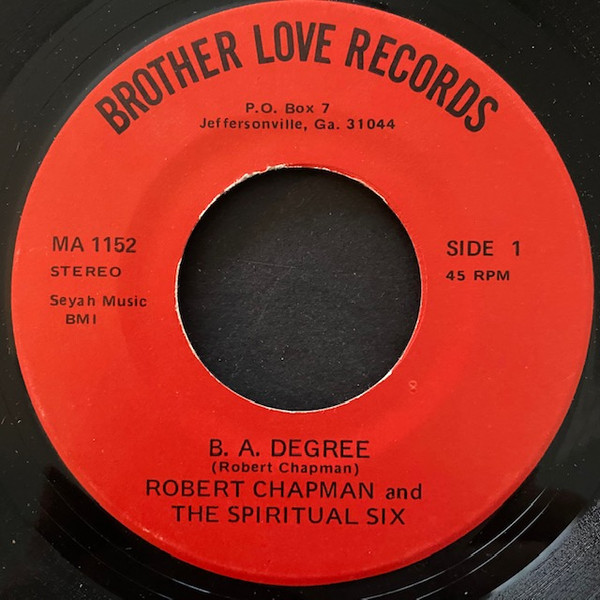 BROTHER LOVE RECORDS
P.O. Box 7
Jeffersonville, Ga. 31044
MA 1152
STEREO
Seyah Music
BMI
SIDE 1
45 RPM
B. A. DEGREE
(Robert Chapman)
ROBERT CHAPMAN and
THE SPIRITUAL SIX